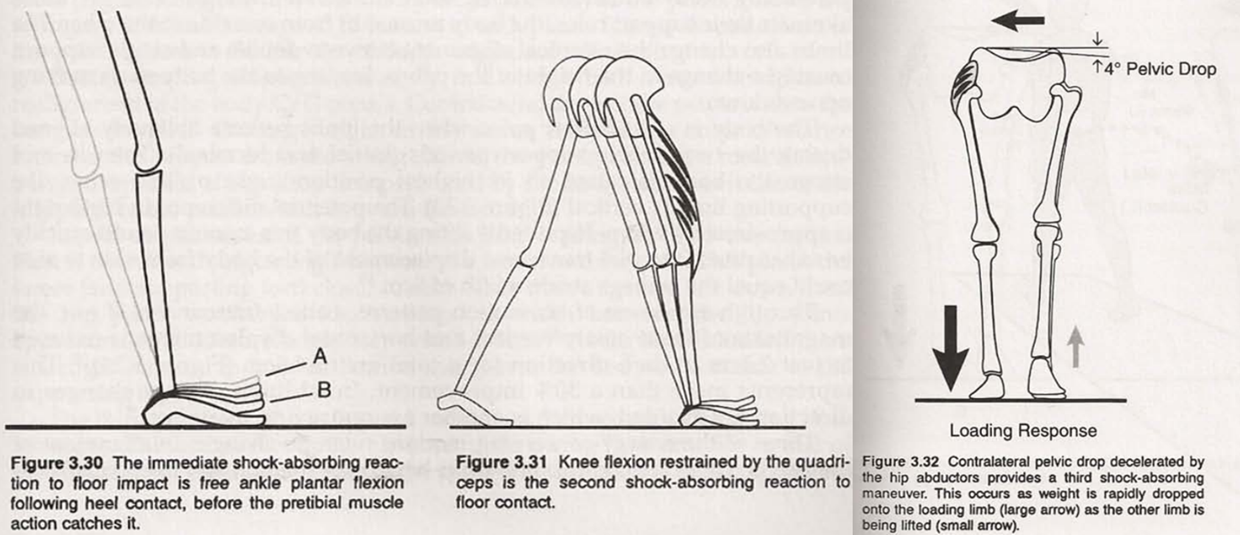 A
B
Figure 3.30 The immediate shock-absorbing reac-
tion to floor impact is free ankle plantar flexion
following heel contact, before the pretibial muscle
action catches it.
Figure 3.31 Knee flexion restrained by the quadri-
ceps is the second shock-absorbing reaction to
floor contact.
4° Pelvic Drop
Loading Response
Figure 3.32 Contralateral pelvic drop decelerated by
the hip abductors provides a third shock-absorbing
maneuver. This occurs as weight is rapidly dropped
onto the loading limb (large arrow) as the other limb is
being lifted (small arrow).